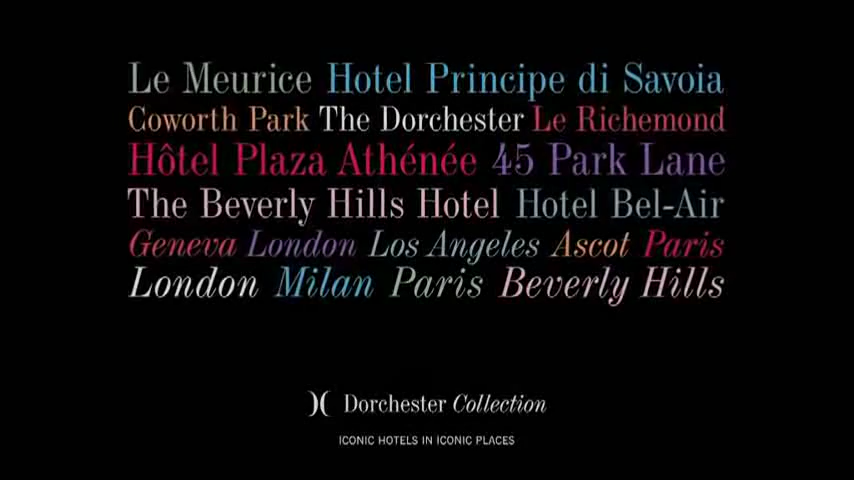 Le Meurice Hotel Principe di Savoia
Coworth Park The Dorchester Le Richemond
Hôtel Plaza Athénée 45 Park Lane
The Beverly Hills Hotel Hotel Bel-Air
Geneva London Los Angeles Ascot Paris
London Milan Paris Beverly Hills
Dorchester Collection
ICONIC HOTELS IN ICONIC PLACES